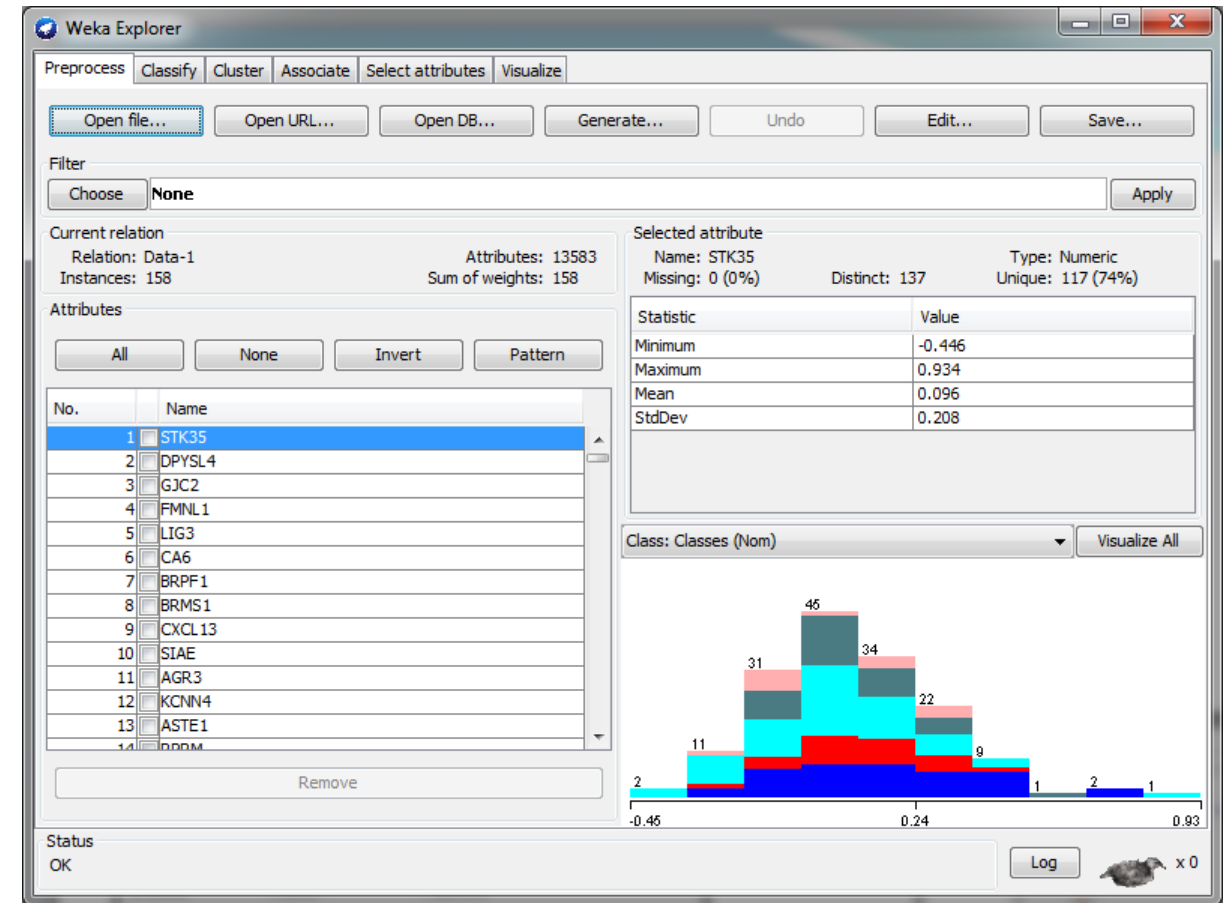 Weka Explorer
Preprocess Classify Cluster Associate Select attributes Visualize
Open file... Open URL... Open DB... Generate... Undo Edit... Save...
Filter
Choose None Apply
Current relation
Relation: Data-1 Attributes: 13583
Instances: 158 Sum of weights: 158
Selected attribute
Name: STK35 Type: Numeric
Missing: 0 (0%) Distinct: 137 Unique: 117 (74%)
Attributes
All None Invert Pattern
No. Name
1 STK35
2 DPYSL4
3 GJC2
4 FMNL1
5 LIG3
6 CA6
7 BRPF1
8 BRMS1
9 CXCL13
10 SIAE
11 AGR3
12 KCNN4
13 ASTE1
14
Remove
Statistic Value
Minimum -0.446
Maximum 0.934
Mean 0.096
StdDev 0.208
Class: Classes (Nom) Visualize All
2 11 31 45 34 22 9 1 2 1
-0.45 0.24 0.93
Status
OK
Log x 0